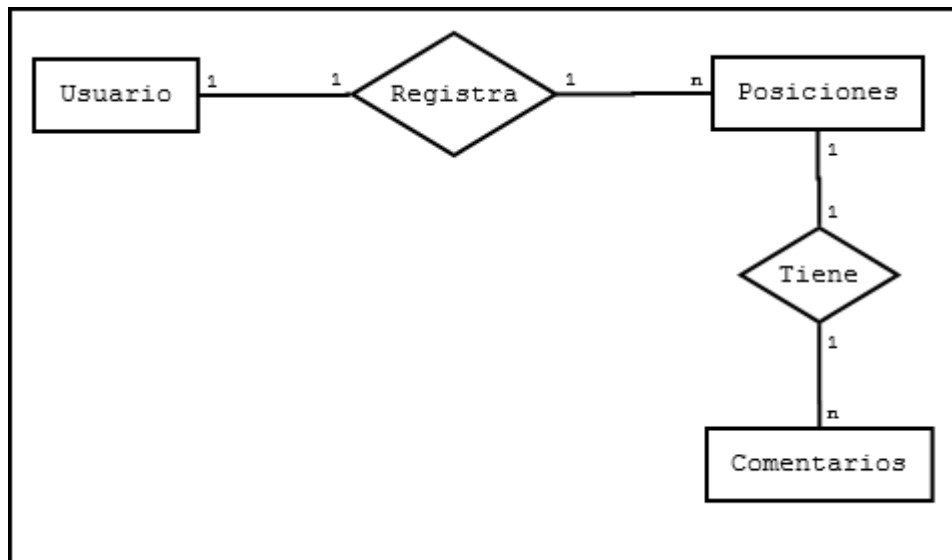 Usuario
1
1
Registra
1
n
Posiciones
1
1
Tiene
1
n
Comentarios